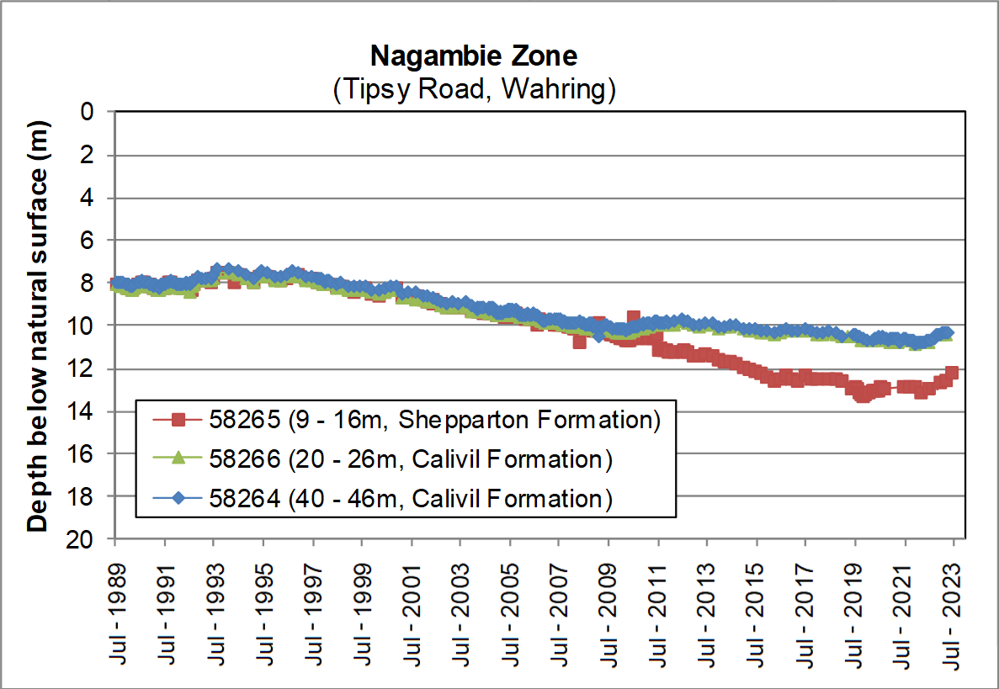 Nagambie Zone
(Tipsy Road, Wahring)
Depth below natural surface (m)
0
2
4
6
8
10
12
14
16
18
20
58265 (9 - 16m, Shepparton Formation)
58266 (20 - 26m, Calivil Formation)
58264 (40 - 46m, Calivil Formation)
Jul - 1989
Jul - 1991
Jul - 1993
Jul - 1995
Jul - 1997
Jul - 1999
Jul - 2001
Jul - 2003
Jul - 2005
Jul - 2007
Jul - 2009
Jul - 2011
Jul - 2013
Jul - 2015
Jul - 2017
Jul - 2019
Jul - 2021
Jul - 2023